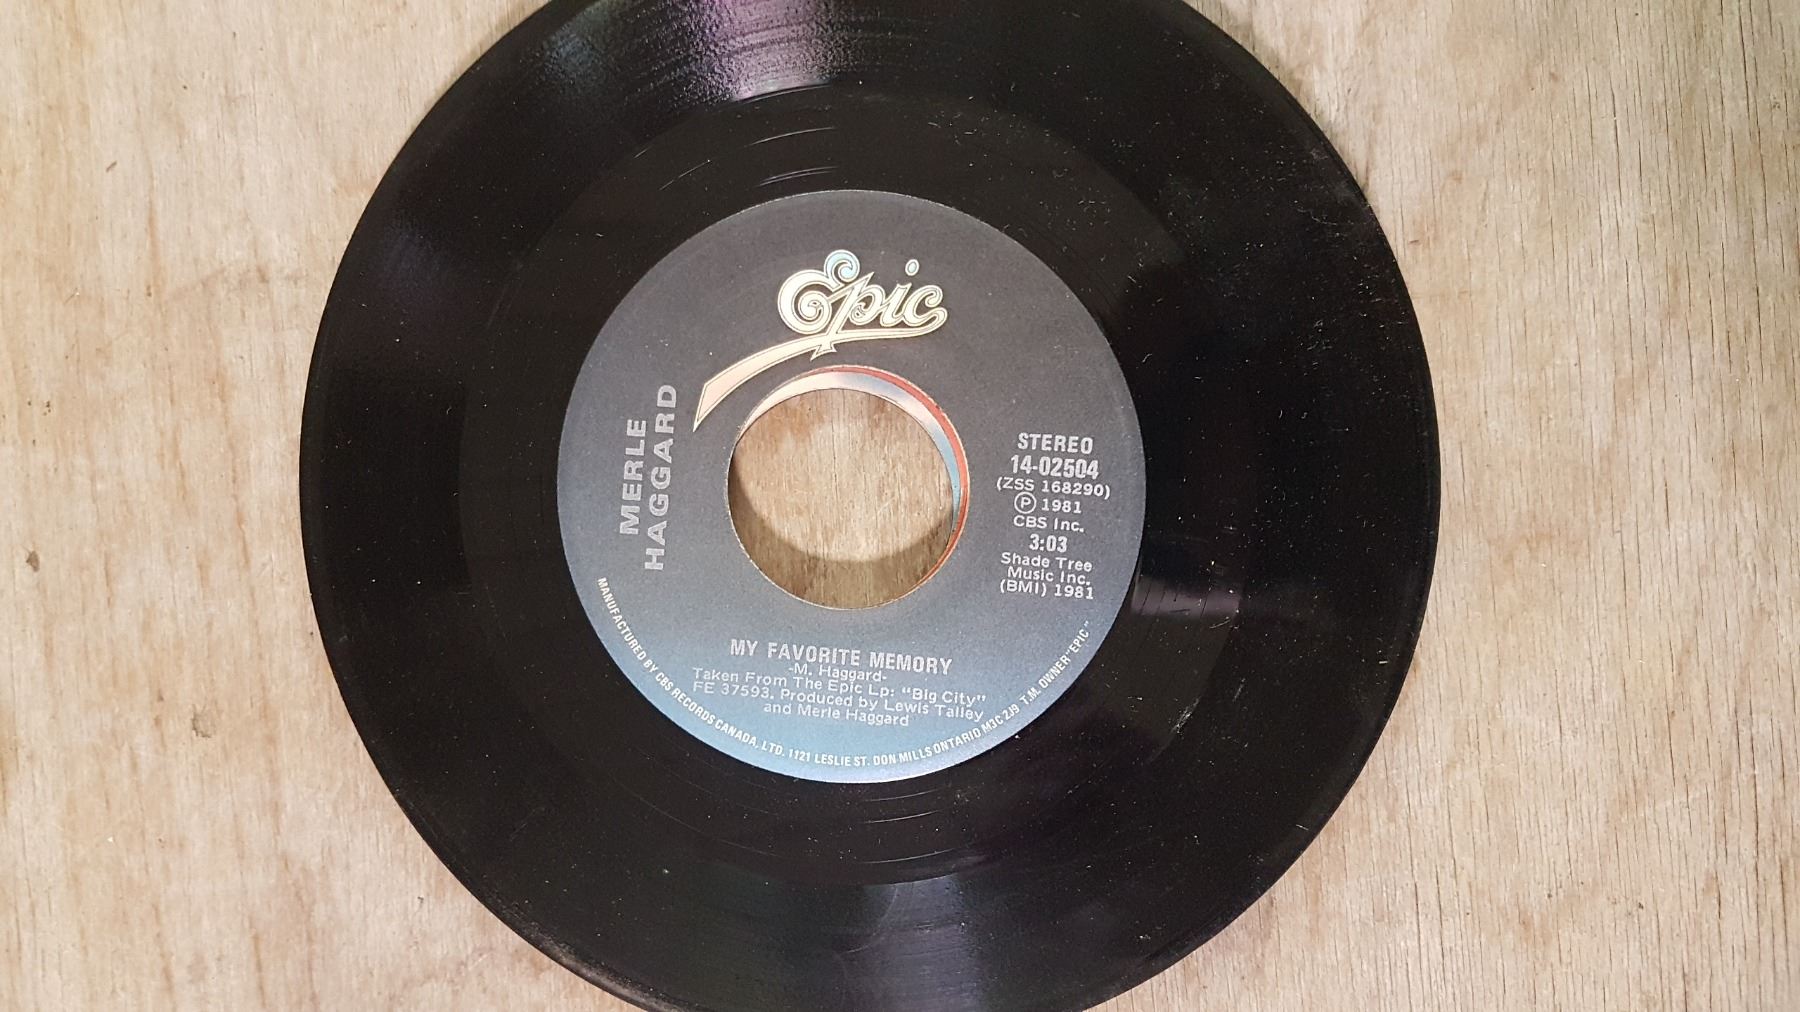 Epic
MERLE
HAGGARD
STEREO
14-02504
(ZSS 168290)
Ⓟ 1981
CBS Inc.
3:03
Shade Tree
Music Inc.
(BMI) 1981
MY FAVORITE MEMORY
-M. Haggard-
Taken From The Epic Lp: "Big City"
FE 37593. Produced by Lewis Talley
and Merle Haggard
MANUFACTURED BY CBS RECORDS CANADA, LTD. 1121 LESLIE ST. DON MILLS ONTARIO M3C 2J9 T.M. OWNER "EPIC"